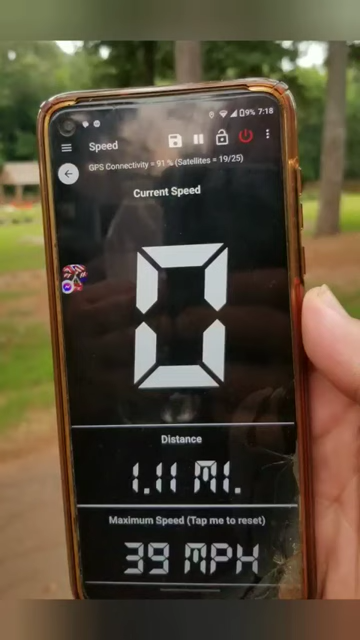 9% 7:18
Speed
GPS Connectivity = 91 % (Satellites = 19/25)
Current Speed
0
Distance
1.11 MI.
Maximum Speed (Tap me to reset)
39 MPH